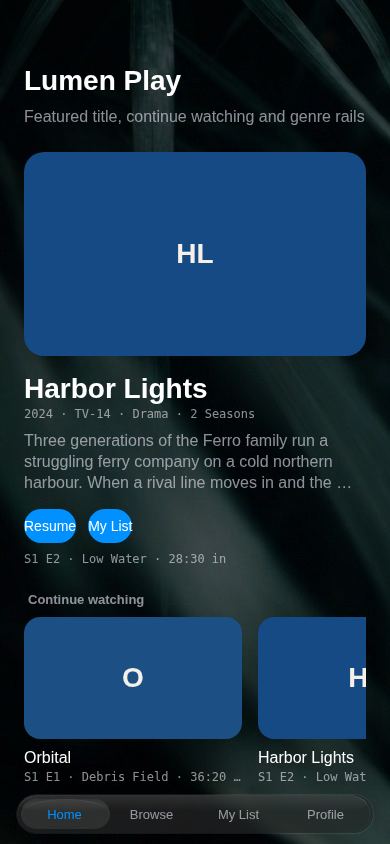 Lumen Play
Featured title, continue watching and genre rails
HL
Harbor Lights
2024 · TV-14 · Drama · 2 Seasons
Three generations of the Ferro family run a
struggling ferry company on a cold northern
harbour. When a rival line moves in and the …
Resume My List
S1 E2 · Low Water · 28:30 in
Continue watching
O H
Orbital Harbor Lights
S1 E1 · Debris Field · 36:20 … S1 E2 · Low Wat
Home Browse My List Profile